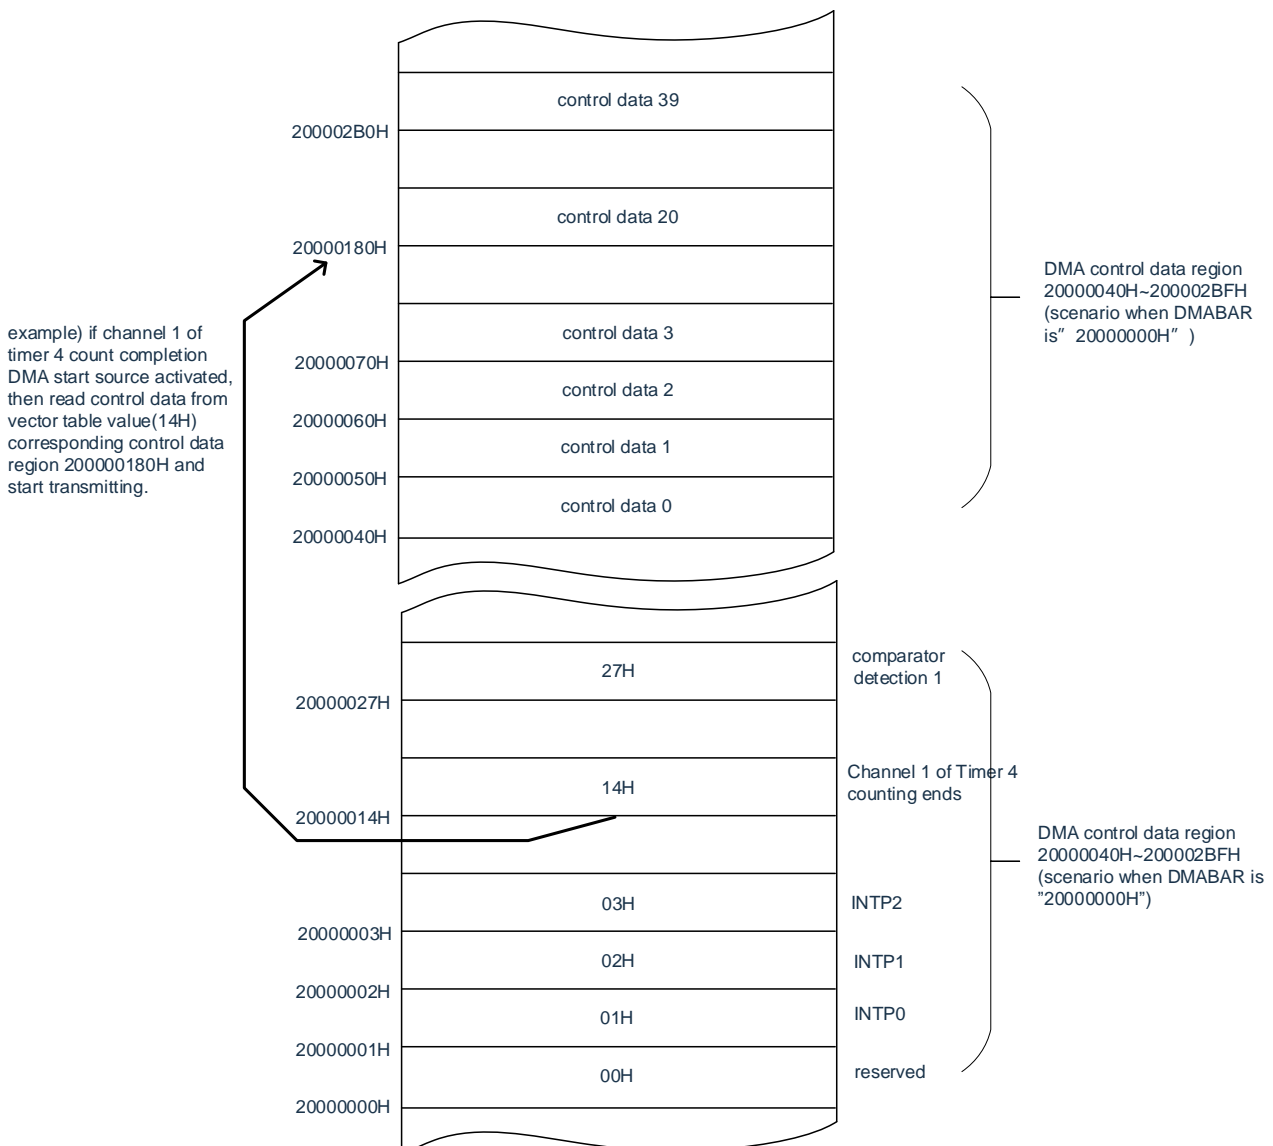 control data 39
200002B0H
control data 20
20000180H
control data 3
20000070H
control data 2
20000060H
control data 1
20000050H
control data 0
20000040H
DMA control data region
20000040H~200002BFH
(scenario when DMABAR
is” 20000000H” )
example) if channel 1 of
timer 4 count completion
DMA start source activated,
then read control data from
vector table value(14H)
corresponding control data
region 200000180H and
start transmitting.
27H
comparator
detection 1
20000027H
14H
Channel 1 of Timer 4
counting ends
20000014H
03H
INTP2
20000003H
02H
INTP1
20000002H
01H
INTP0
20000001H
00H
reserved
20000000H
DMA control data region
20000040H~200002BFH
(scenario when DMABAR is
”20000000H”)